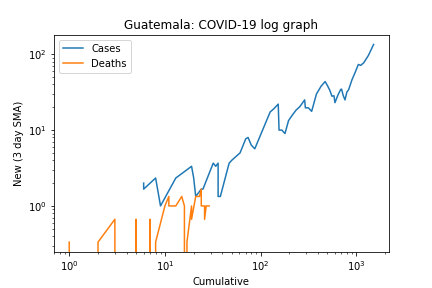 Guatemala: COVID-19 log graph
Cases
Deaths
New (3 day SMA)
10²
10¹
10⁰
10⁰ 10¹ 10² 10³
Cumulative